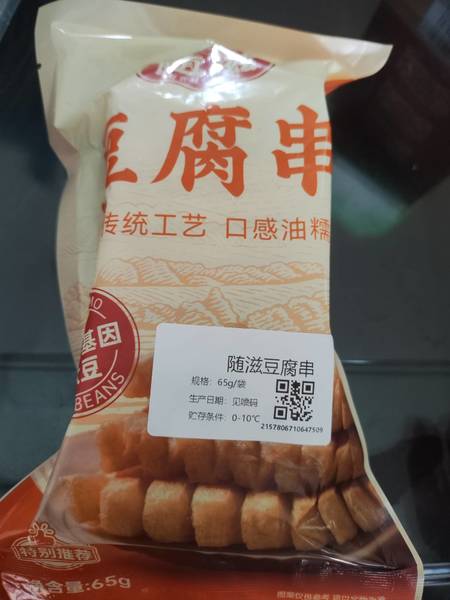 豆腐串
传统工艺 口感油糯
基因
豆
BEANS
随滋豆腐串
规格: 65g/袋
生产日期: 见喷码
贮存条件: 0-10℃
2157806710647509
特别推荐
含量:65g